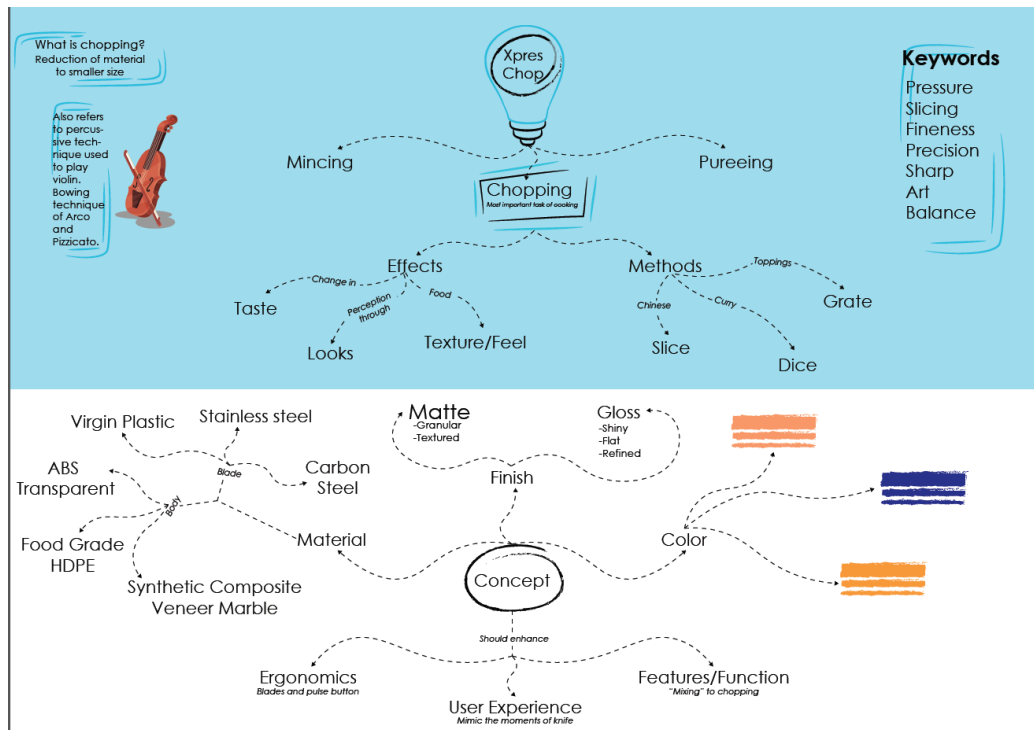 What is chopping?
Reduction of material
to smaller size
Also refers
to percus-
sive tech-
nique used
to play
violin.
Bowing
technique
of Arco
and
Pizzicato.
Xpres
Chop
Keywords
Pressure
Slicing
Fineness
Precision
Sharp
Art
Balance
Mincing
Pureeing
Chopping
Most important task of cooking
Effects
Methods
Change in
Perception
through
Food
Taste
Looks
Texture/Feel
Toppings
Chinese
Curry
Grate
Slice
Dice
Virgin Plastic
Stainless steel
Blade
Carbon
Steel
ABS
Transparent
Body
Food Grade
HDPE
Synthetic Composite
Veneer Marble
Material
Matte
-Granular
-Textured
Gloss
-Shiny
-Flat
-Refined
Finish
Color
Concept
Should enhance
Ergonomics
Blades and pulse button
User Experience
Mimic the moments of knife
Features/Function
"Mixing" to chopping